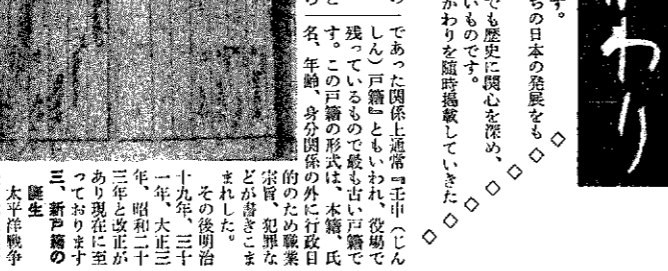 わり
す。
ちの日本の発展をも
でも歴史に関心を深め、
いものです。
かわりを随時掲載していきた
であった関係上通常『壬申（じん
しん）戸籍』ともいわれ、役場で
残っているもので最も古い戸籍で
す。この戸籍の形式は、本籍、氏
名、年齢、身分関係の外に行政目
的のため職業
宗旨、犯罪な
どが書きこま
れました。
その後明治
十九年、三十
一年、大正三
年、昭和二十
三年と改正が
あり現在に至
っております
三、新戸籍の
誕生
太平洋戦争